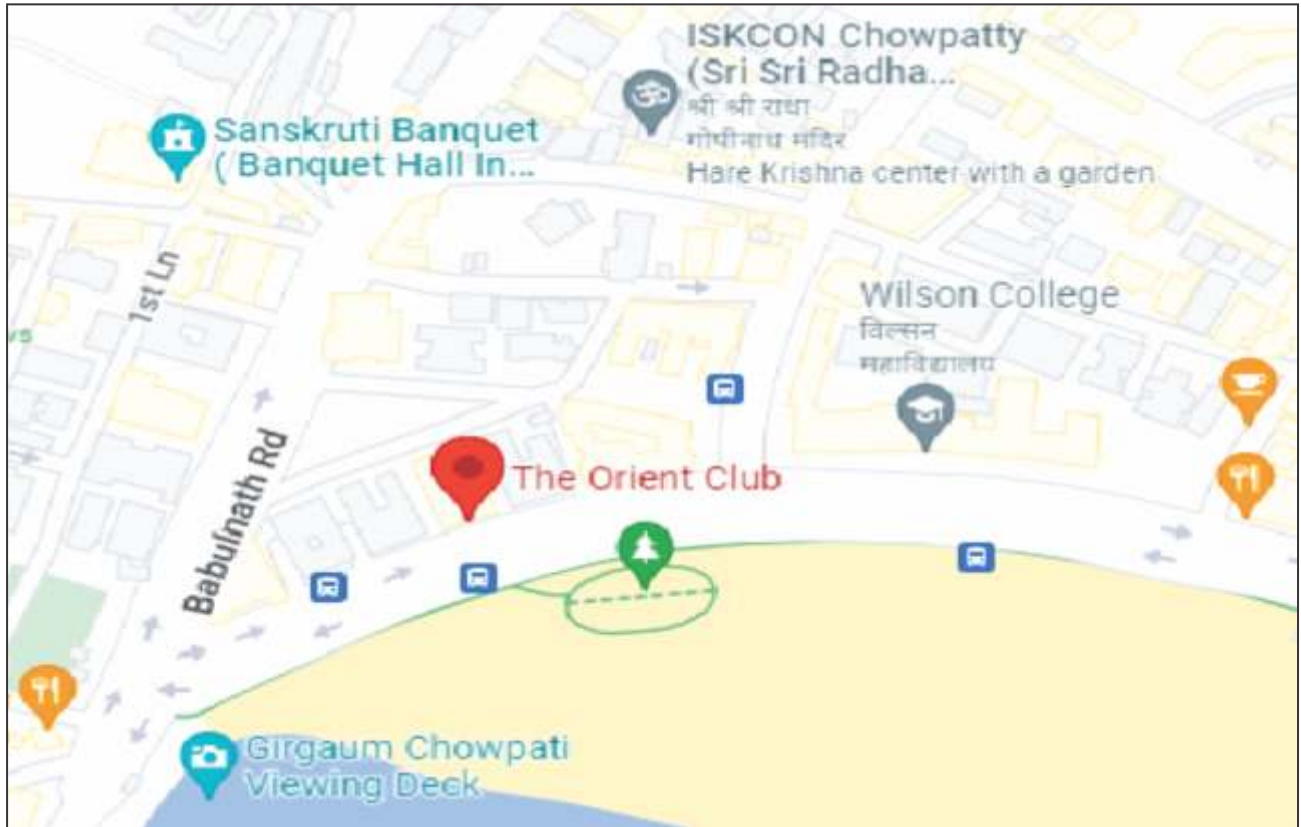 ISKCON Chowpatty
(Sri Sri Radha...
श्री श्री राधा
गोपीनाथ मंदिर
Hare Krishna center with a garden
Sanskruti Banquet
( Banquet Hall In...
1st Ln
Wilson College
विल्सन
महाविद्यालय
ws
Babulnath Rd
The Orient Club
Girgaum Chowpati
Viewing Deck